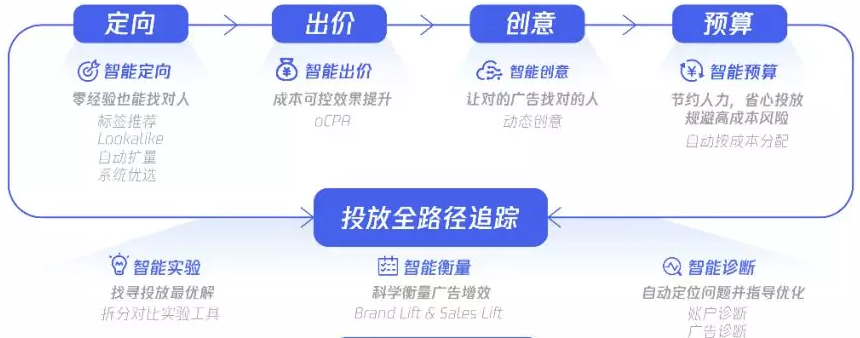 定向
出价
创意
预算
智能定向
智能出价
智能创意
智能预算
零经验也能找对人
成本可控效果提升
让对的广告找对的人
节约人力，省心投放
规避高成本风险
标签推荐
Lookalike
自动扩量
系统优选
oCPA
动态创意
自动按成本分配
投放全路径追踪
智能实验
智能衡量
智能诊断
找寻投放最优解
科学衡量广告增效
自动定位问题并指导优化
拆分对比实验工具
Brand Lift & Sales Lift
账户诊断
广告诊断